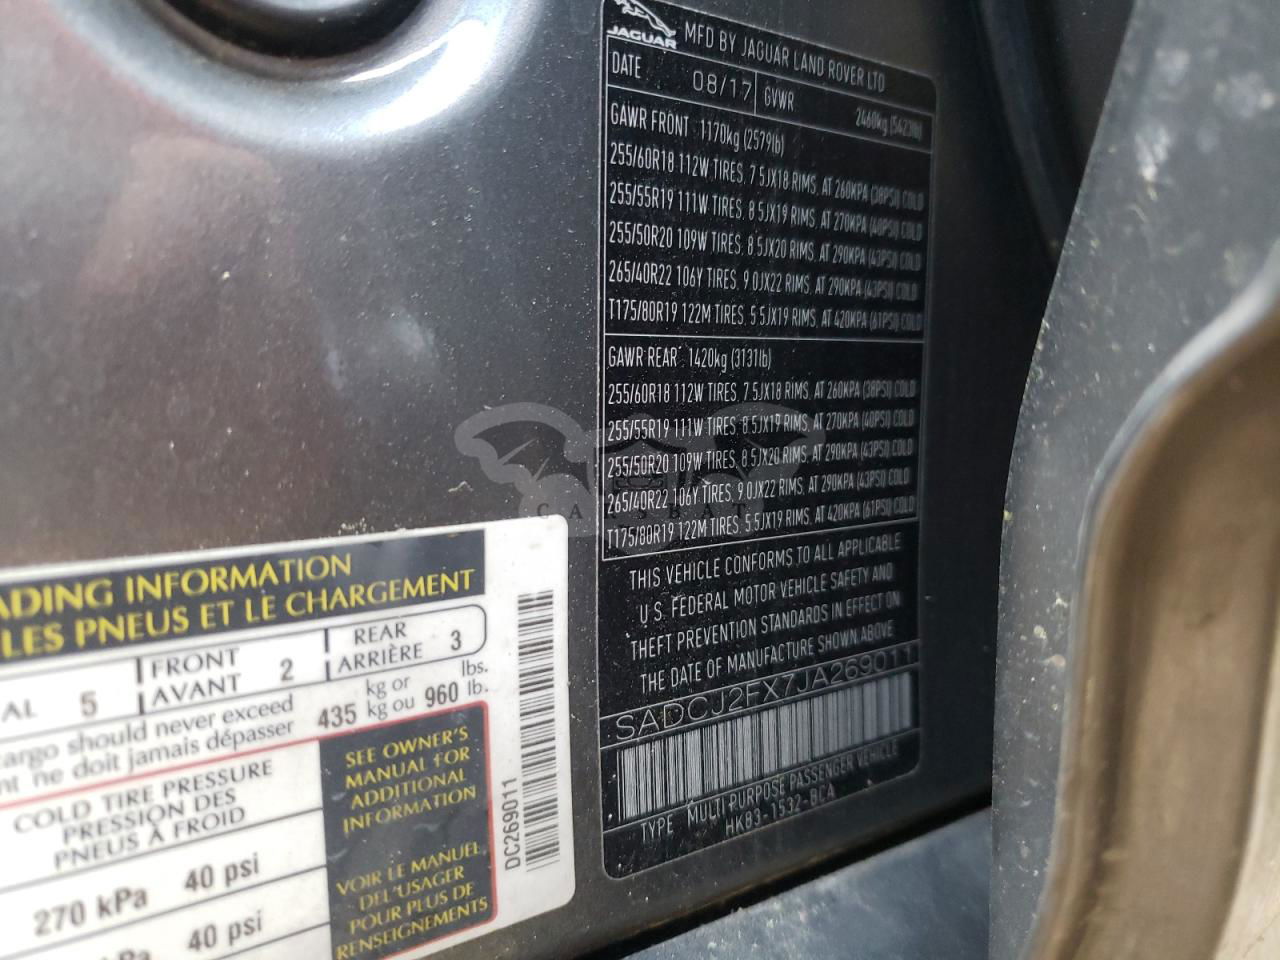 JAGUAR MFD BY JAGUAR LAND ROVER LTD
DATE 08/17 GVWR 2460kg (5423lb)
GAWR FRONT 1170kg (2579lb)
255/60R18 112W TIRES, 7.5JX18 RIMS, AT 260KPA (38PSI) COLD
255/55R19 111W TIRES, 8.5JX19 RIMS, AT 270KPA (40PSI) COLD
255/50R20 109W TIRES, 8.5JX20 RIMS, AT 290KPA (43PSI) COLD
265/40R22 106Y TIRES, 9.0JX22 RIMS, AT 290KPA (43PSI) COLD
T175/80R19 122M TIRES, 5.5JX19 RIMS, AT 420KPA (61PSI) COLD
GAWR REAR 1420kg (3131lb)
255/60R18 112W TIRES, 7.5JX18 RIMS, AT 260KPA (38PSI) COLD
255/55R19 111W TIRES, 8.5JX19 RIMS, AT 270KPA (40PSI) COLD
255/50R20 109W TIRES, 8.5JX20 RIMS, AT 290KPA (43PSI) COLD
265/40R22 106Y TIRES, 9.0JX22 RIMS, AT 290KPA (43PSI) COLD
T175/80R19 122M TIRES, 5.5JX19 RIMS, AT 420KPA (61PSI) COLD
THIS VEHICLE CONFORMS TO ALL APPLICABLE
U.S. FEDERAL MOTOR VEHICLE SAFETY AND
THEFT PREVENTION STANDARDS IN EFFECT ON
THE DATE OF MANUFACTURE SHOWN ABOVE
SADCJ2FX7JA269011
TYPE MULTI PURPOSE PASSENGER VEHICLE
HK83-1532-BCA
ADING INFORMATION
LES PNEUS ET LE CHARGEMENT
AL 5 FRONT AVANT 2 REAR ARRIÈRE 3
cargo should never exceed
nt ne doit jamais dépasser
435 kg or kg ou 960 lbs. lb.
COLD TIRE PRESSURE
PRESSION DES
PNEUS À FROID
270 kPa 40 psi
Pa 40 psi
SEE OWNER'S
MANUAL FOR
ADDITIONAL
INFORMATION
VOIR LE MANUEL
DE L'USAGER
POUR PLUS DE
RENSEIGNEMENTS
DC269011
CARSBAT